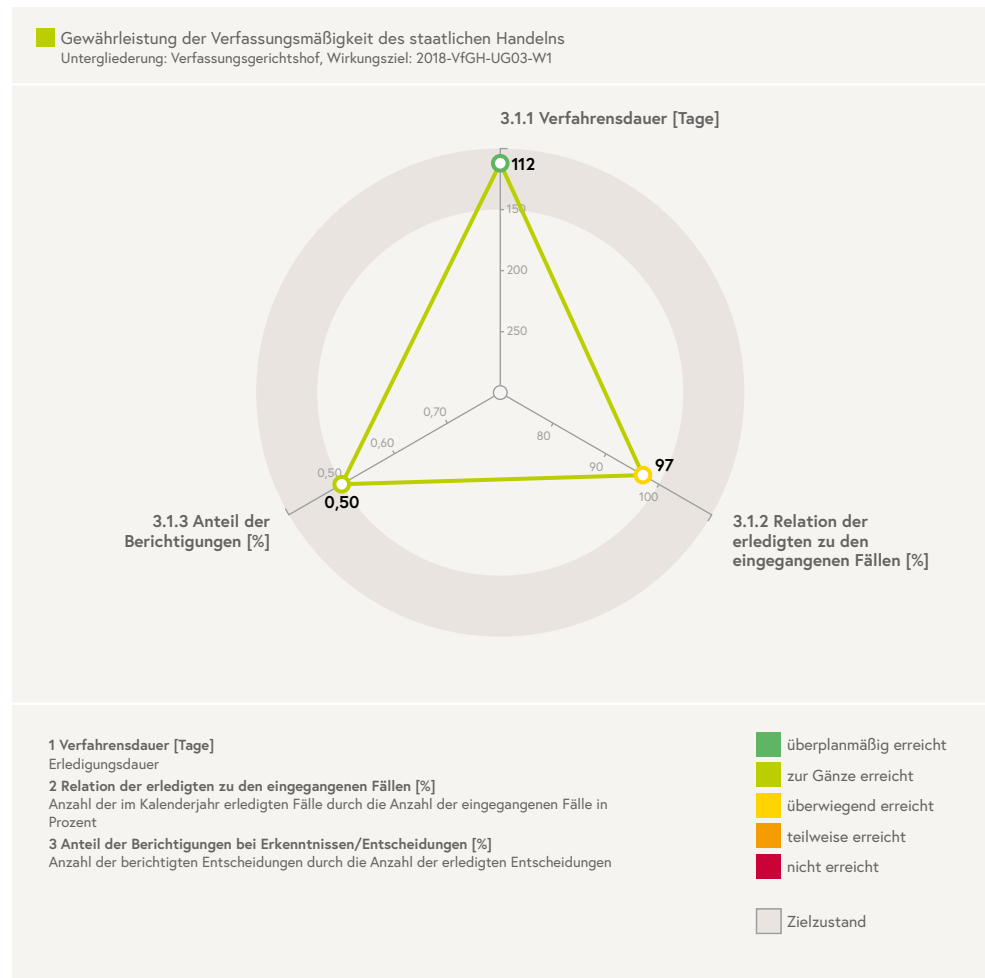 Gewährleistung der Verfassungsmäßigkeit des staatlichen Handelns
Untergliederung: Verfassungsgerichtshof, Wirkungsziel: 2018-VfGH-UG03-W1
3.1.1 Verfahrensdauer [Tage]
112
150
200
250
0,70
0,60
0,50
0,50
80
90
97
100
3.1.3 Anteil der
Berichtigungen [%]
3.1.2 Relation der
erledigten zu den
eingegangenen Fällen [%]
1 Verfahrensdauer [Tage]
Erledigungsdauer
2 Relation der erledigten zu den eingegangenen Fällen [%]
Anzahl der im Kalenderjahr erledigten Fälle durch die Anzahl der eingegangenen Fälle in
Prozent
3 Anteil der Berichtigungen bei Erkenntnissen/Entscheidungen [%]
Anzahl der berichtigten Entscheidungen durch die Anzahl der erledigten Entscheidungen
überplanmäßig erreicht
zur Gänze erreicht
überwiegend erreicht
teilweise erreicht
nicht erreicht
Zielzustand